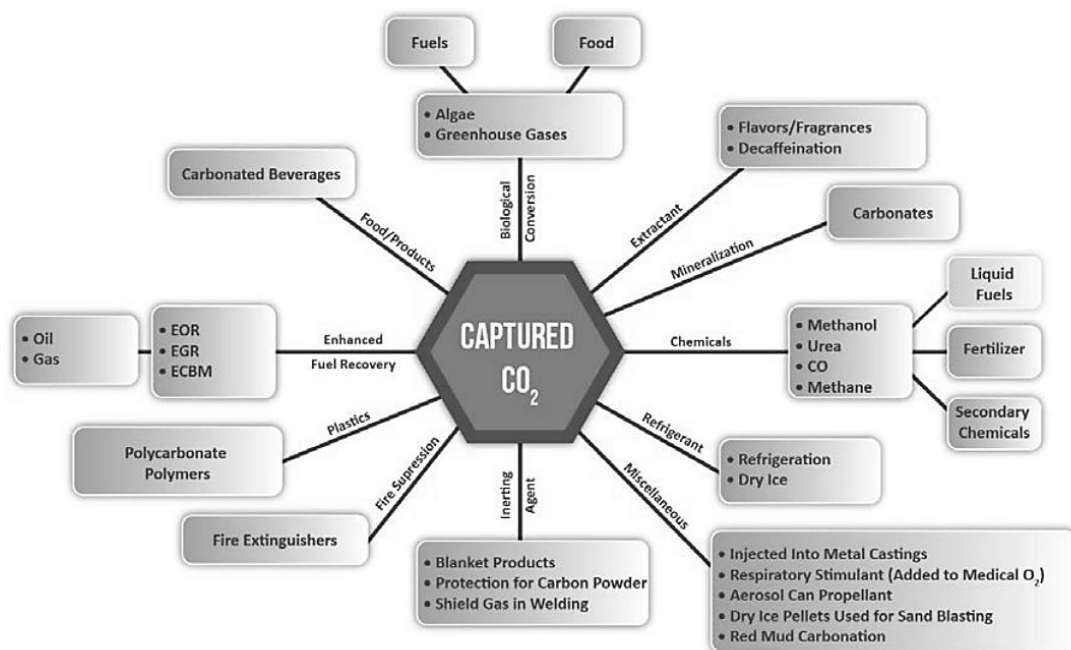 Fuels
Food
• Algae
• Greenhouse Gases
• Flavors/Fragrances
• Decaffeination
Carbonated Beverages
Carbonates
Biological
Conversion
Food/Products
Extractant
Mineralization
Liquid
Fuels
• Oil
• Gas
• EOR
• EGR
• ECBM
Enhanced
Fuel Recovery
CAPTURED
CO₂
Chemicals
• Methanol
• Urea
• CO
• Methane
Fertilizer
Secondary
Chemicals
Plastics
Polycarbonate
Polymers
Fire Supression
Fire Extinguishers
Inerting
Agent
• Blanket Products
• Protection for Carbon Powder
• Shield Gas in Welding
Refrigerant
• Refrigeration
• Dry Ice
Miscellaneous
• Injected Into Metal Castings
• Respiratory Stimulant (Added to Medical O₂)
• Aerosol Can Propellant
• Dry Ice Pellets Used for Sand Blasting
• Red Mud Carbonation